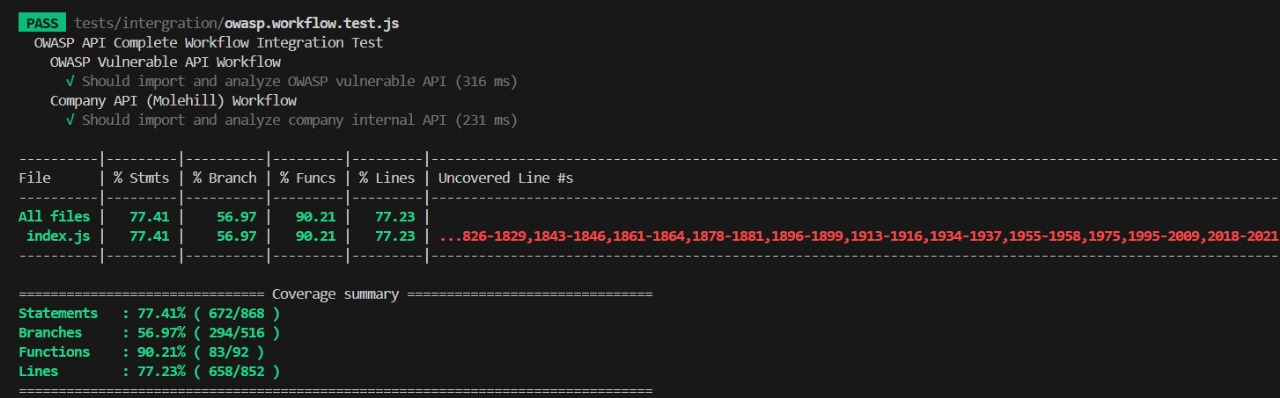 PASS tests/intergration/owasp.workflow.test.js
OWASP API Complete Workflow Integration Test
OWASP Vulnerable API Workflow
√ Should import and analyze OWASP vulnerable API (316 ms)
Company API (Molehill) Workflow
√ Should import and analyze company internal API (231 ms)
----------|---------|----------|---------|---------|----------------------------------------------------------------------------------------------------------
File      | % Stmts | % Branch | % Funcs | % Lines | Uncovered Line #s
----------|---------|----------|---------|---------|----------------------------------------------------------------------------------------------------------
All files |   77.41 |    56.97 |   90.21 |   77.23 |
 index.js |   77.41 |    56.97 |   90.21 |   77.23 | ...826-1829,1843-1846,1861-1864,1878-1881,1896-1899,1913-1916,1934-1937,1955-1958,1975,1995-2009,2018-2021
----------|---------|----------|---------|---------|----------------------------------------------------------------------------------------------------------
=============================== Coverage summary ===============================
Statements   : 77.41% ( 672/868 )
Branches     : 56.97% ( 294/516 )
Functions    : 90.21% ( 83/92 )
Lines        : 77.23% ( 658/852 )
================================================================================